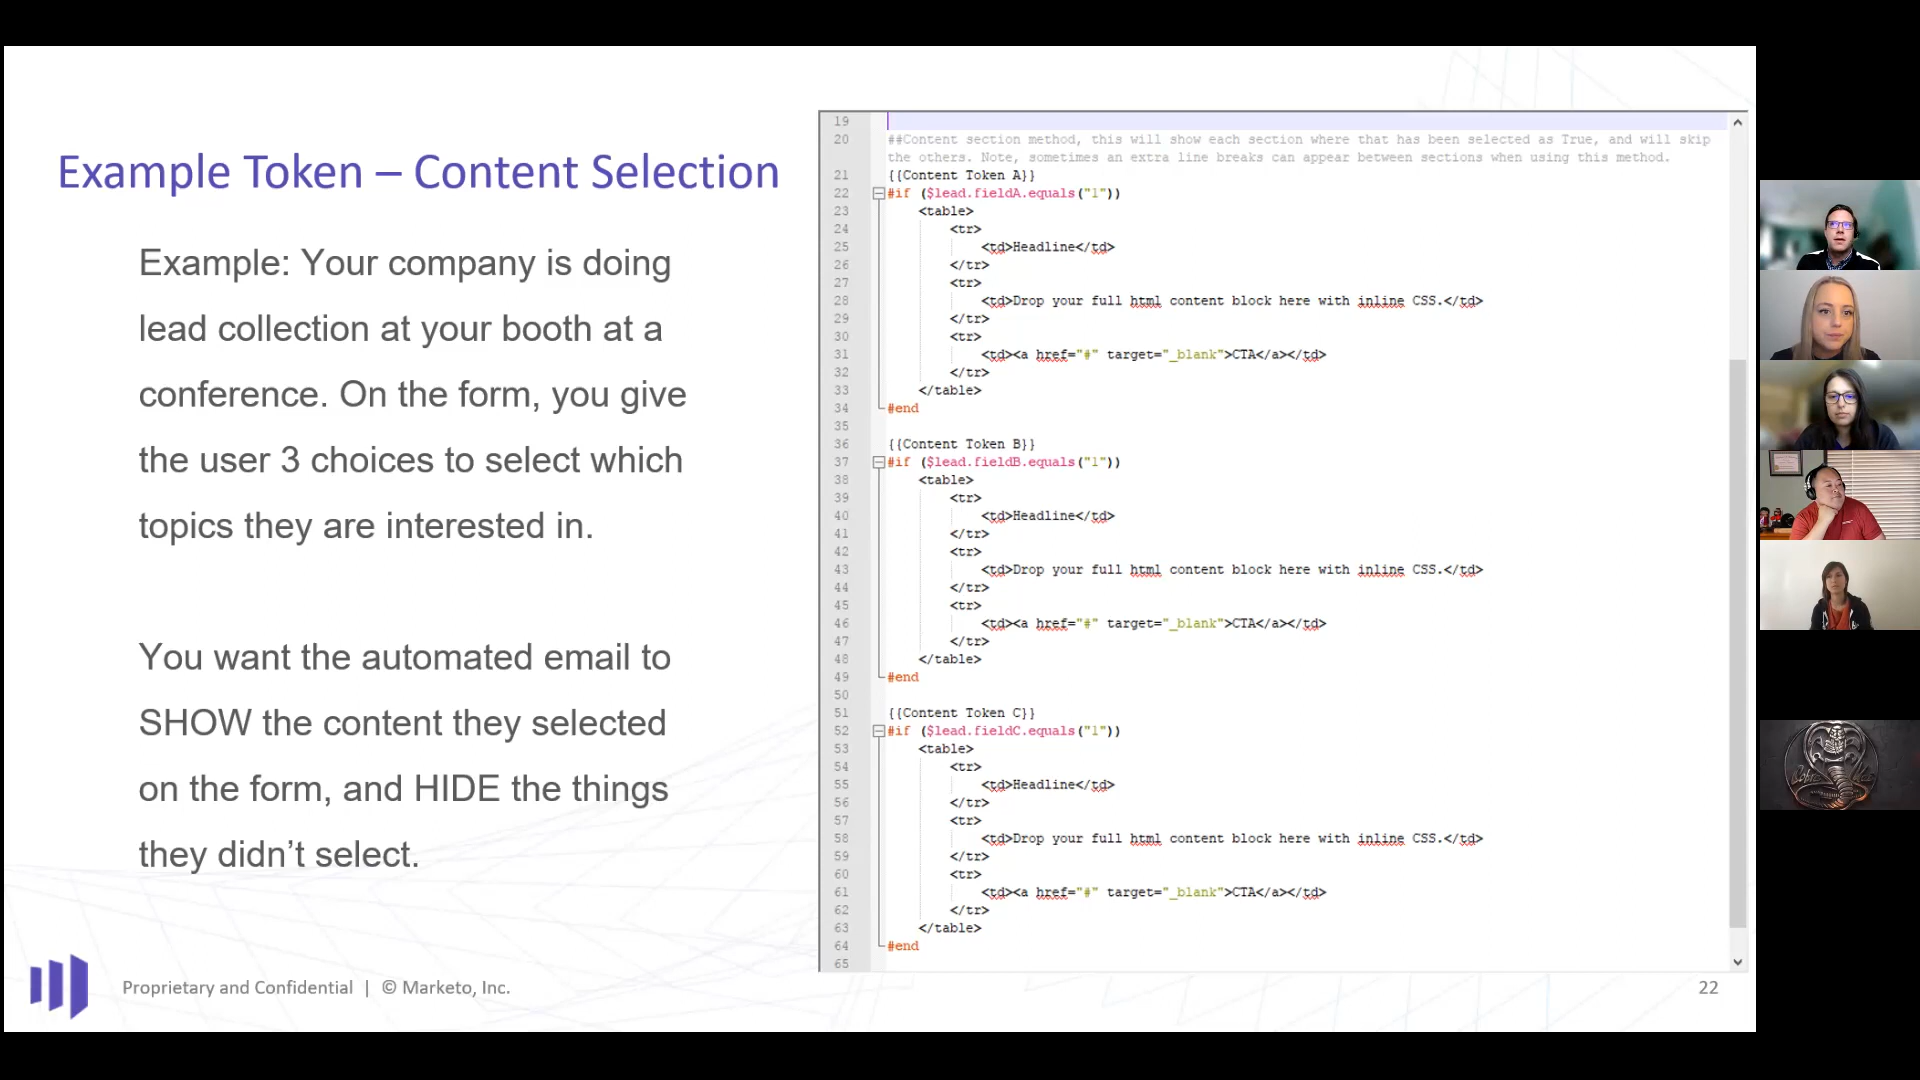 Example Token – Content Selection
Example: Your company is doing
lead collection at your booth at a
conference. On the form, you give
the user 3 choices to select which
topics they are interested in.
You want the automated email to
SHOW the content they selected
on the form, and HIDE the things
they didn’t select.
19
20 ##Content section method, this will show each section where that has been selected as True, and will skip
the others. Note, sometimes an extra line breaks can appear between sections when using this method.
21 {{Content Token A}}
22 #if ($lead.fieldA.equals("1"))
23 <table>
24 <tr>
25 <td>Headline</td>
26 </tr>
27 <tr>
28 <td>Drop your full html content block here with inline CSS.</td>
29 </tr>
30 <tr>
31 <td><a href="#" target="_blank">CTA</a></td>
32 </tr>
33 </table>
34 #end
35
36 {{Content Token B}}
37 #if ($lead.fieldB.equals("1"))
38 <table>
39 <tr>
40 <td>Headline</td>
41 </tr>
42 <tr>
43 <td>Drop your full html content block here with inline CSS.</td>
44 </tr>
45 <tr>
46 <td><a href="#" target="_blank">CTA</a></td>
47 </tr>
48 </table>
49 #end
50
51 {{Content Token C}}
52 #if ($lead.fieldC.equals("1"))
53 <table>
54 <tr>
55 <td>Headline</td>
56 </tr>
57 <tr>
58 <td>Drop your full html content block here with inline CSS.</td>
59 </tr>
60 <tr>
61 <td><a href="#" target="_blank">CTA</a></td>
62 </tr>
63 </table>
64 #end
65
Proprietary and Confidential | © Marketo, Inc.
22